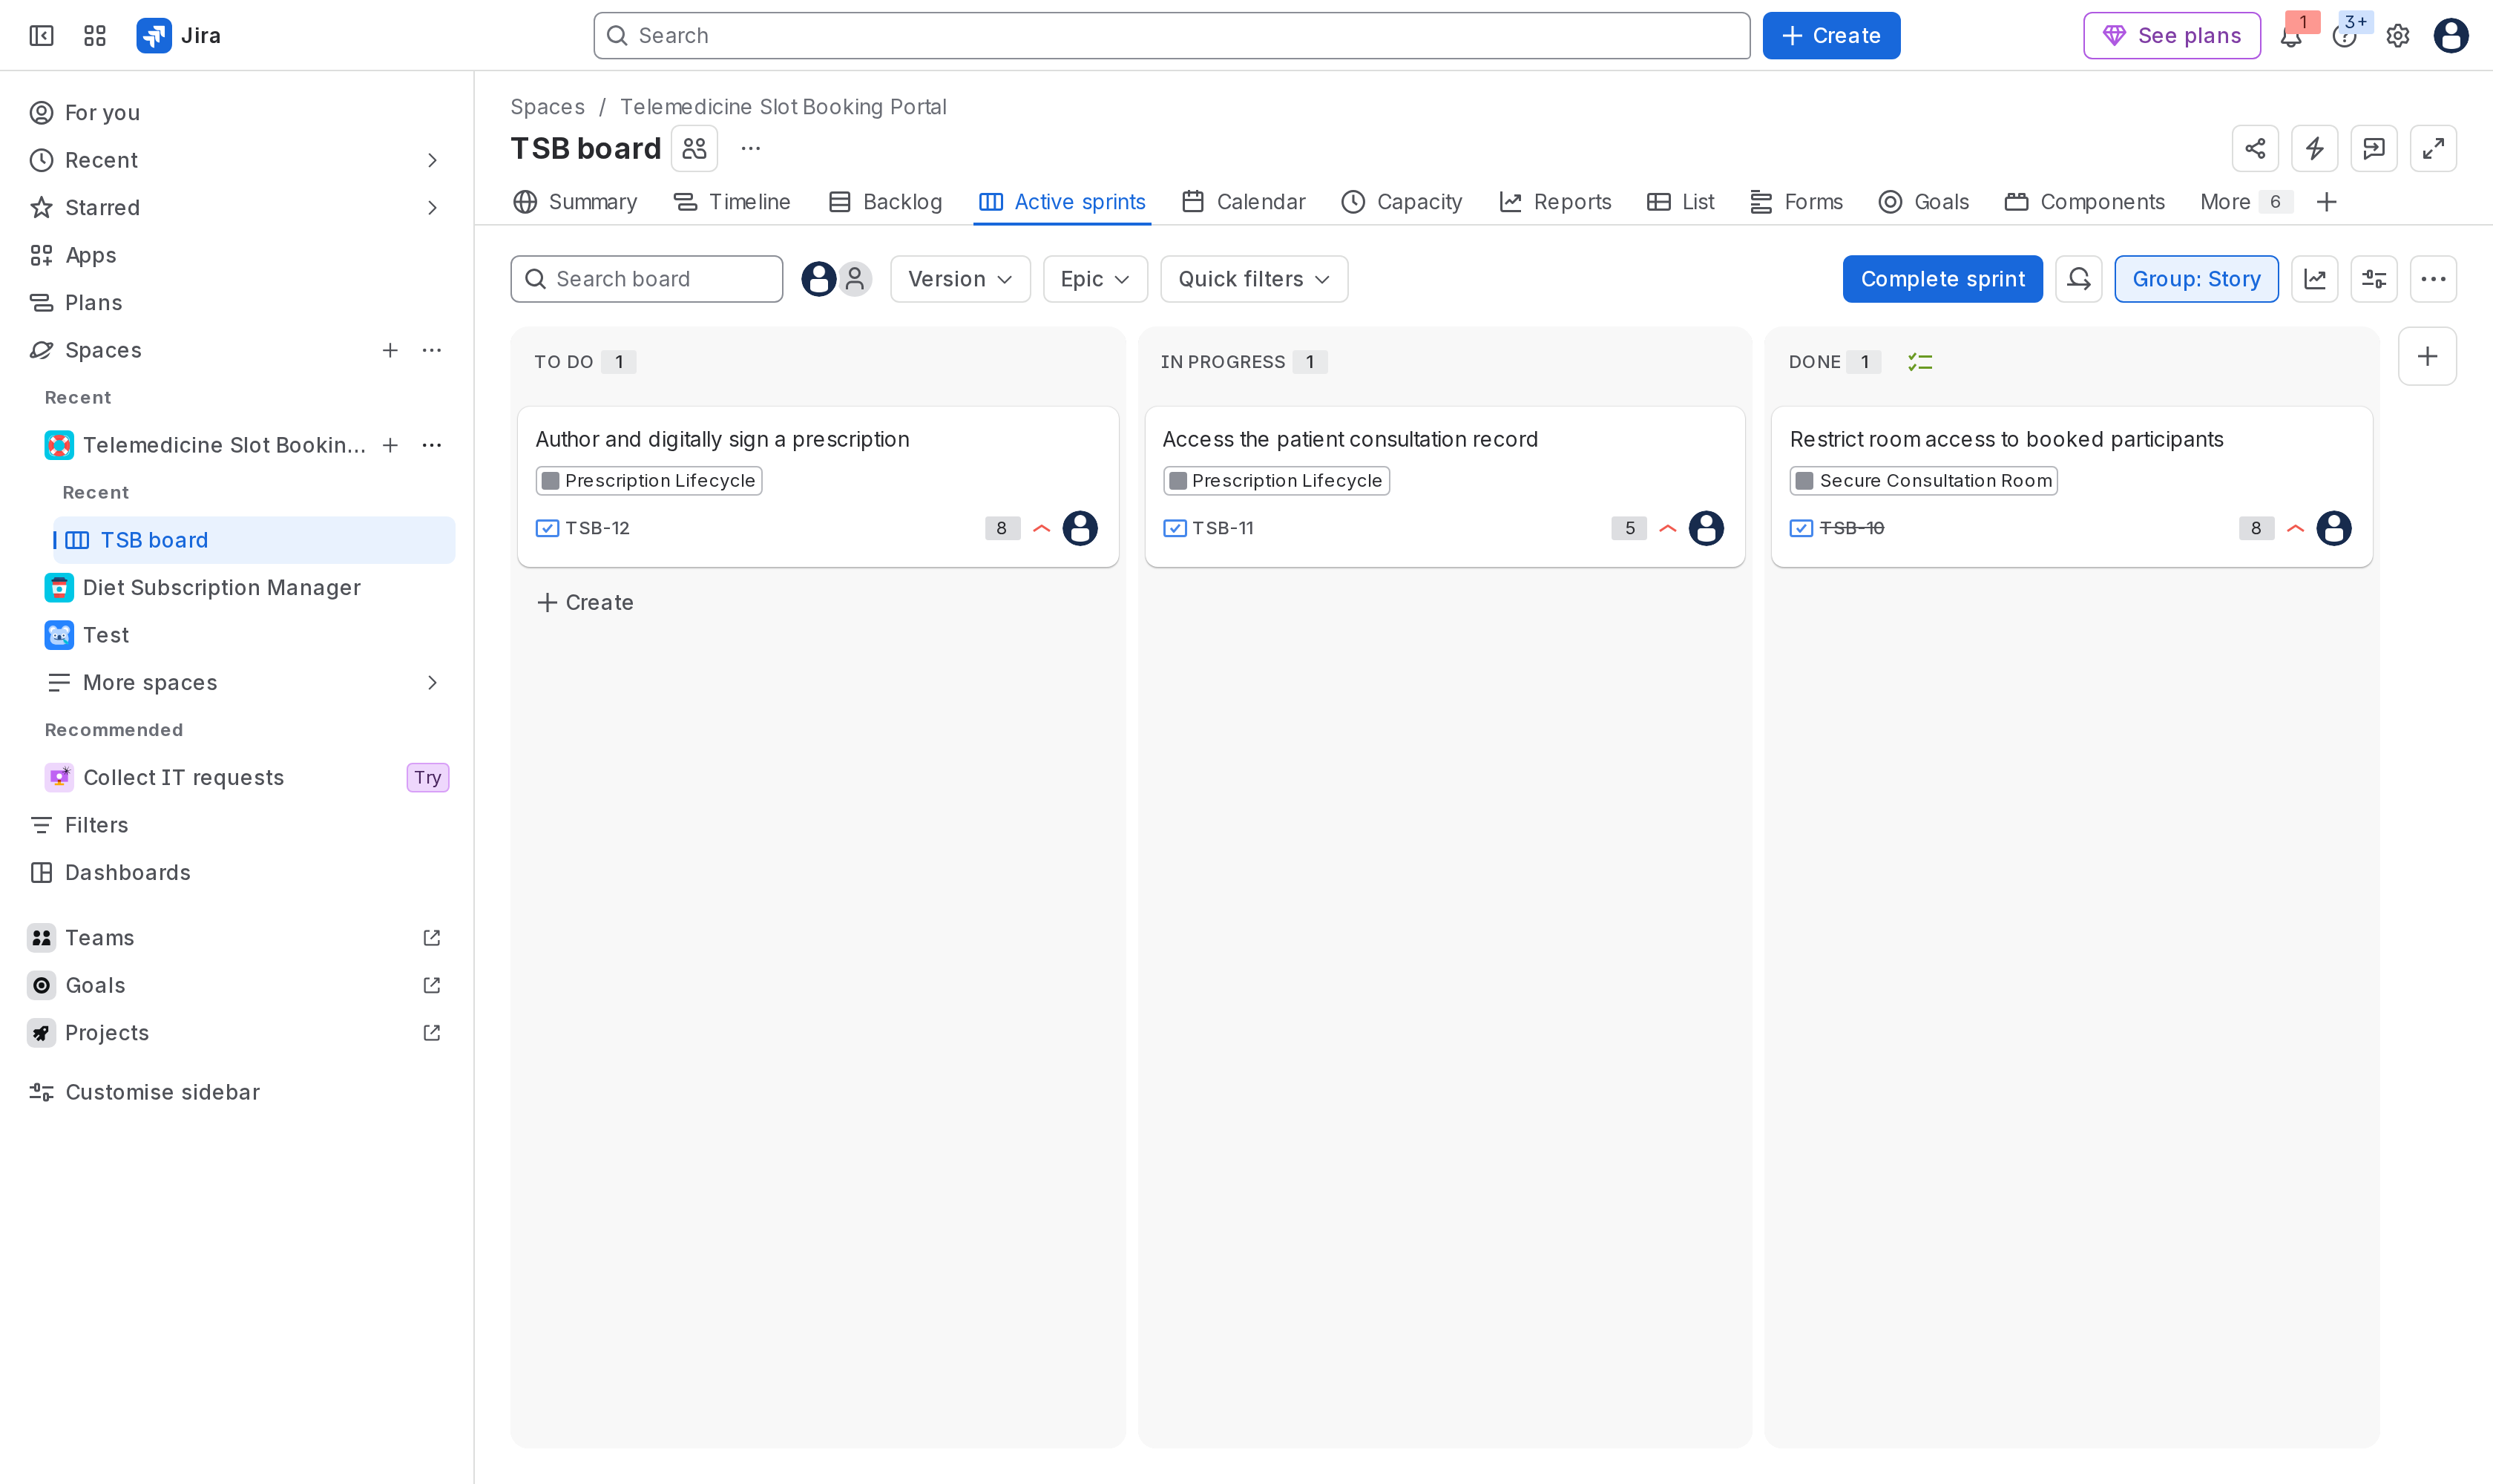 Jira
Search
Create
See plans
1
3+
For you
Recent
Starred
Apps
Plans
Spaces
Recent
Telemedicine Slot Bookin...
Recent
TSB board
Diet Subscription Manager
Test
More spaces
Recommended
Collect IT requests
Try
Filters
Dashboards
Teams
Goals
Projects
Customise sidebar
Spaces / Telemedicine Slot Booking Portal
TSB board
Summary
Timeline
Backlog
Active sprints
Calendar
Capacity
Reports
List
Forms
Goals
Components
More 6
Search board
Version
Epic
Quick filters
Complete sprint
Group: Story
TO DO 1
Author and digitally sign a prescription
Prescription Lifecycle
TSB-12
8
Create
IN PROGRESS 1
Access the patient consultation record
Prescription Lifecycle
TSB-11
5
DONE 1
Restrict room access to booked participants
Secure Consultation Room
TSB-10
8